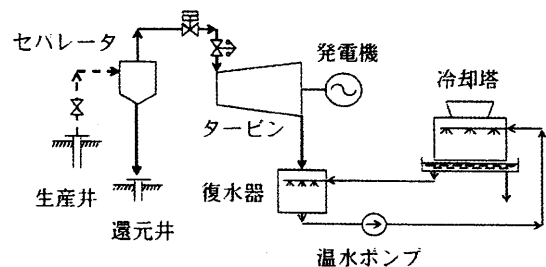 セパレータ
発電機
冷却塔
タービン
生産井
復水器
還元井
温水ポンプ